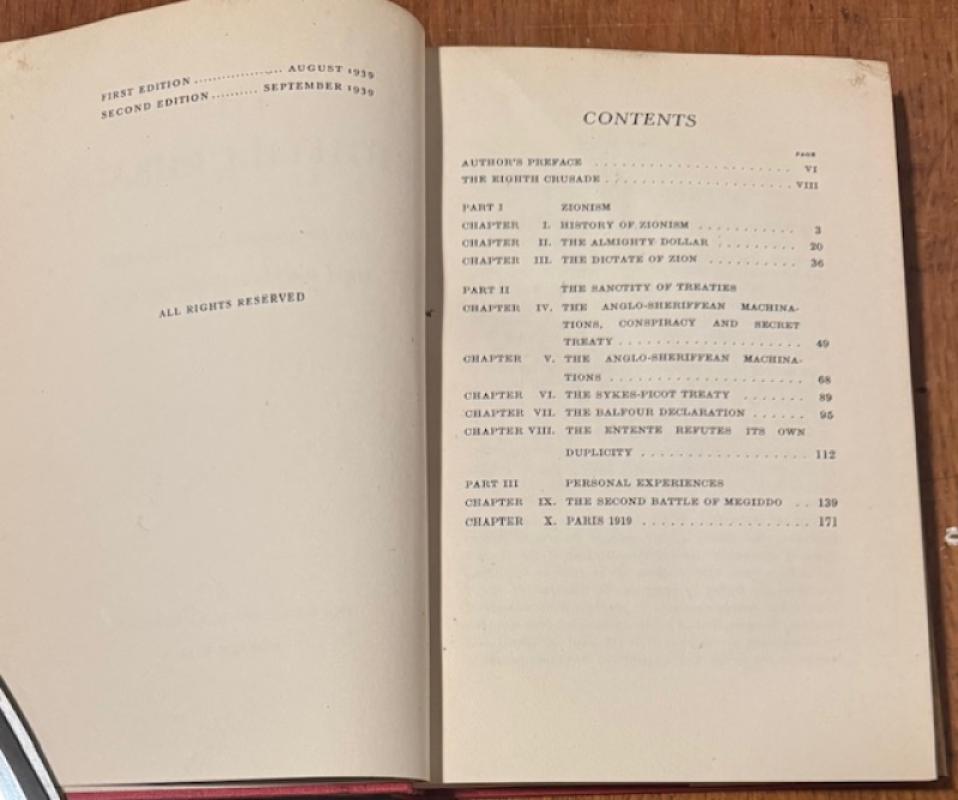 FIRST EDITION .................. AUGUST 1939
SECOND EDITION .......... SEPTEMBER 1939
ALL RIGHTS RESERVED
CONTENTS
PAGE
AUTHOR'S PREFACE . . . . . . . . . . . . . . . . . . . . . VI
THE EIGHTH CRUSADE . . . . . . . . . . . . . . . . . . . . VIII
PART I ZIONISM
CHAPTER I. HISTORY OF ZIONISM . . . . . . . . . . . 3
CHAPTER II. THE ALMIGHTY DOLLAR . . . . . . . . . 20
CHAPTER III. THE DICTATE OF ZION . . . . . . . . . . 36
PART II THE SANCTITY OF TREATIES
CHAPTER IV. THE ANGLO-SHERIFFEAN MACHINA-
TIONS, CONSPIRACY AND SECRET
TREATY . . . . . . . . . . . . . . . . . . . . 49
CHAPTER V. THE ANGLO-SHERIFFEAN MACHINA-
TIONS . . . . . . . . . . . . . . . . . . . . . 68
CHAPTER VI. THE SYKES-PICOT TREATY . . . . . . . 89
CHAPTER VII. THE BALFOUR DECLARATION . . . . . . 95
CHAPTER VIII. THE ENTENTE REFUTES ITS OWN
DUPLICITY . . . . . . . . . . . . . . . . . . 112
PART III PERSONAL EXPERIENCES
CHAPTER IX. THE SECOND BATTLE OF MEGIDDO . . 139
CHAPTER X. PARIS 1919 . . . . . . . . . . . . . . . . . . 171